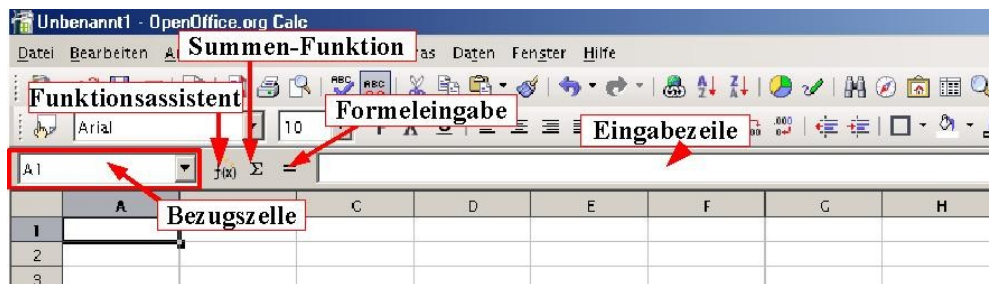 Unbenannt1 - OpenOffice.org Calc
Datei Bearbeiten A Summen-Funktion as Daten Fenster Hilfe
Funktionsassistent
Formeleingabe
Arial 10
Eingabezeile
A1 f(x) Σ =
A C D E F G H
Bezugszelle
1
2
3